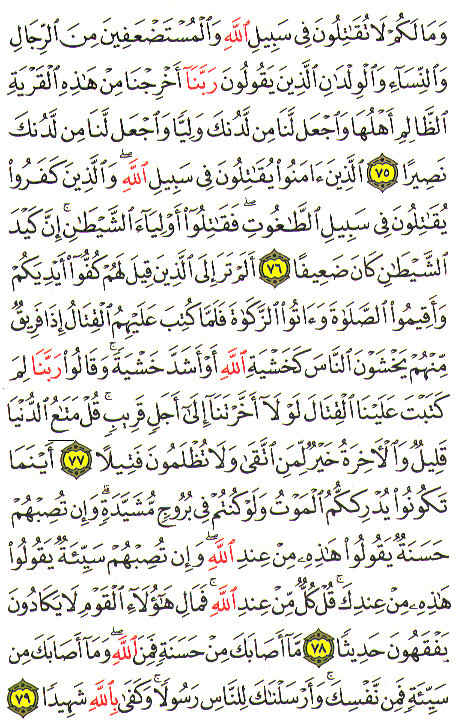 وَمَا لَكُمْ لَا تُقَـٰتِلُونَ فِى سَبِيلِ ٱللَّهِ وَٱلْمُسْتَضْعَفِينَ مِنَ ٱلرِّجَالِ
وَٱلنِّسَآءِ وَٱلْوِلْدَٰنِ ٱلَّذِينَ يَقُولُونَ رَبَّنَآ أَخْرِجْنَا مِنْ هَـٰذِهِ ٱلْقَرْيَةِ
ٱلظَّالِمِ أَهْلُهَا وَٱجْعَل لَّنَا مِن لَّدُنكَ وَلِيًّا وَٱجْعَل لَّنَا مِن لَّدُنكَ
نَصِيرًا ٧٥ ٱلَّذِينَ ءَامَنُوا۟ يُقَـٰتِلُونَ فِى سَبِيلِ ٱللَّهِ ۖ وَٱلَّذِينَ كَفَرُوا۟
يُقَـٰتِلُونَ فِى سَبِيلِ ٱلطَّـٰغُوتِ فَقَـٰتِلُوٓا۟ أَوْلِيَآءَ ٱلشَّيْطَـٰنِ ۖ إِنَّ كَيْدَ
ٱلشَّيْطَـٰنِ كَانَ ضَعِيفًا ٧٦ أَلَمْ تَرَ إِلَى ٱلَّذِينَ قِيلَ لَهُمْ كُفُّوٓا۟ أَيْدِيَكُمْ
وَأَقِيمُوا۟ ٱلصَّلَوٰةَ وَءَاتُوا۟ ٱلزَّكَوٰةَ فَلَمَّا كُتِبَ عَلَيْهِمُ ٱلْقِتَالُ إِذَا فَرِيقٌ
مِّنْهُمْ يَخْشَوْنَ ٱلنَّاسَ كَخَشْيَةِ ٱللَّهِ أَوْ أَشَدَّ خَشْيَةً ۚ وَقَالُوا۟ رَبَّنَا لِمَ
كَتَبْتَ عَلَيْنَا ٱلْقِتَالَ لَوْلَآ أَخَّرْتَنَآ إِلَىٰٓ أَجَلٍ قَرِيبٍ ۗ قُلْ مَتَـٰعُ ٱلدُّنْيَا
قَلِيلٌ وَٱلْـَٔاخِرَةُ خَيْرٌ لِّمَنِ ٱتَّقَىٰ وَلَا تُظْلَمُونَ فَتِيلًا ٧٧ أَيْنَمَا
تَكُونُوا۟ يُدْرِككُّمُ ٱلْمَوْتُ وَلَوْ كُنتُمْ فِى بُرُوجٍ مُّشَيَّدَةٍ ۗ وَإِن تُصِبْهُمْ
حَسَنَةٌ يَقُولُوا۟ هَـٰذِهِۦ مِنْ عِندِ ٱللَّهِ ۖ وَإِن تُصِبْهُمْ سَيِّئَةٌ يَقُولُوا۟
هَـٰذِهِۦ مِنْ عِندِكَ ۚ قُلْ كُلٌّ مِّنْ عِندِ ٱللَّهِ ۖ فَمَالِ هَـٰٓؤُلَآءِ ٱلْقَوْمِ لَا يَكَادُونَ
يَفْقَهُونَ حَدِيثًا ٧٨ مَّآ أَصَابَكَ مِنْ حَسَنَةٍ فَمِنَ ٱللَّهِ ۖ وَمَآ أَصَابَكَ مِن
سَيِّئَةٍ فَمِن نَّفْسِكَ ۚ وَأَرْسَلْنَـٰكَ لِلنَّاسِ رَسُولًا ۚ وَكَفَىٰ بِٱللَّهِ شَهِيدًا ٧٩